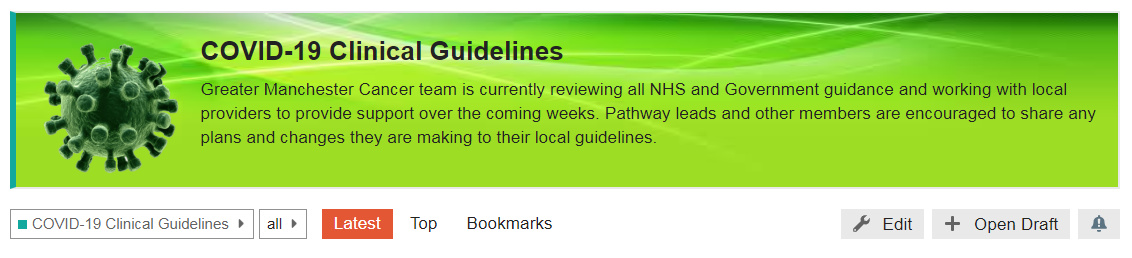 COVID-19 Clinical Guidelines
Greater Manchester Cancer team is currently reviewing all NHS and Government guidance and working with local
providers to provide support over the coming weeks. Pathway leads and other members are encouraged to share any
plans and changes they are making to their local guidelines.
COVID-19 Clinical Guidelines all Latest Top Bookmarks Edit Open Draft